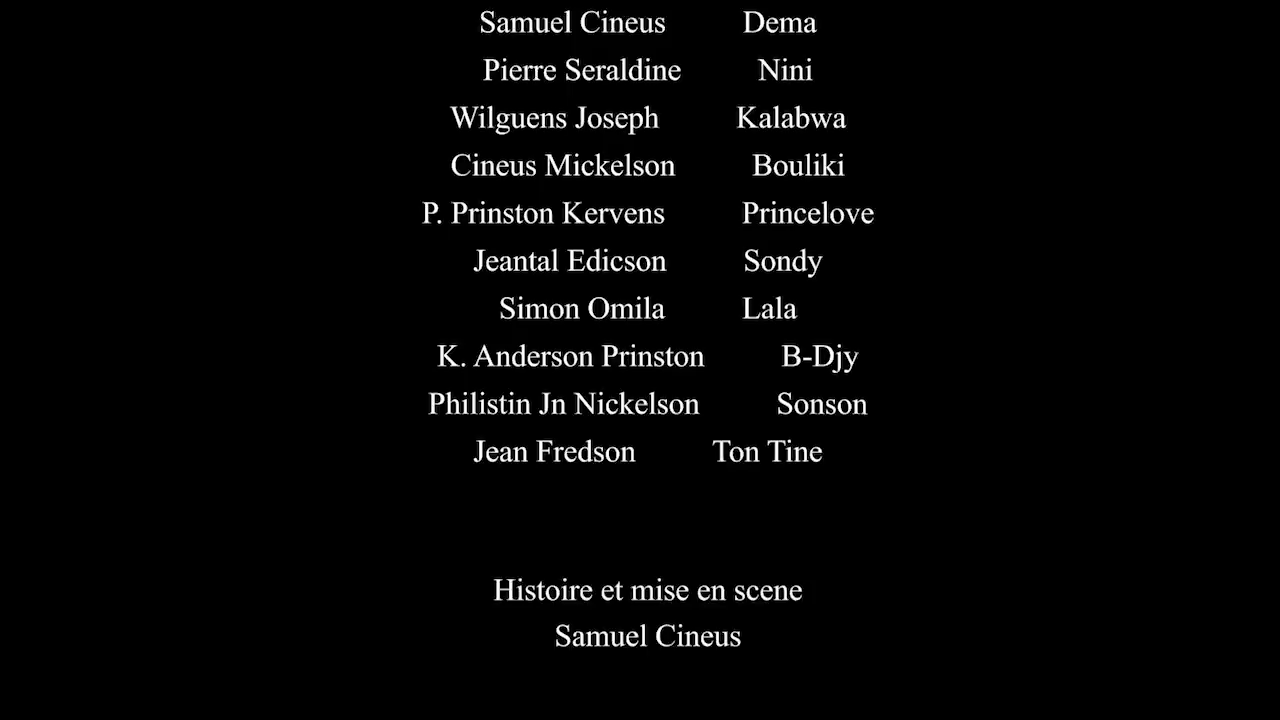 Samuel Cineus Dema
Pierre Seraldine Nini
Wilguens Joseph Kalabwa
Cineus Mickelson Bouliki
P. Prinston Kervens Princelove
Jeantal Edicson Sondy
Simon Omila Lala
K. Anderson Prinston B-Djy
Philistin Jn Nickelson Sonson
Jean Fredson Ton Tine
Histoire et mise en scene
Samuel Cineus